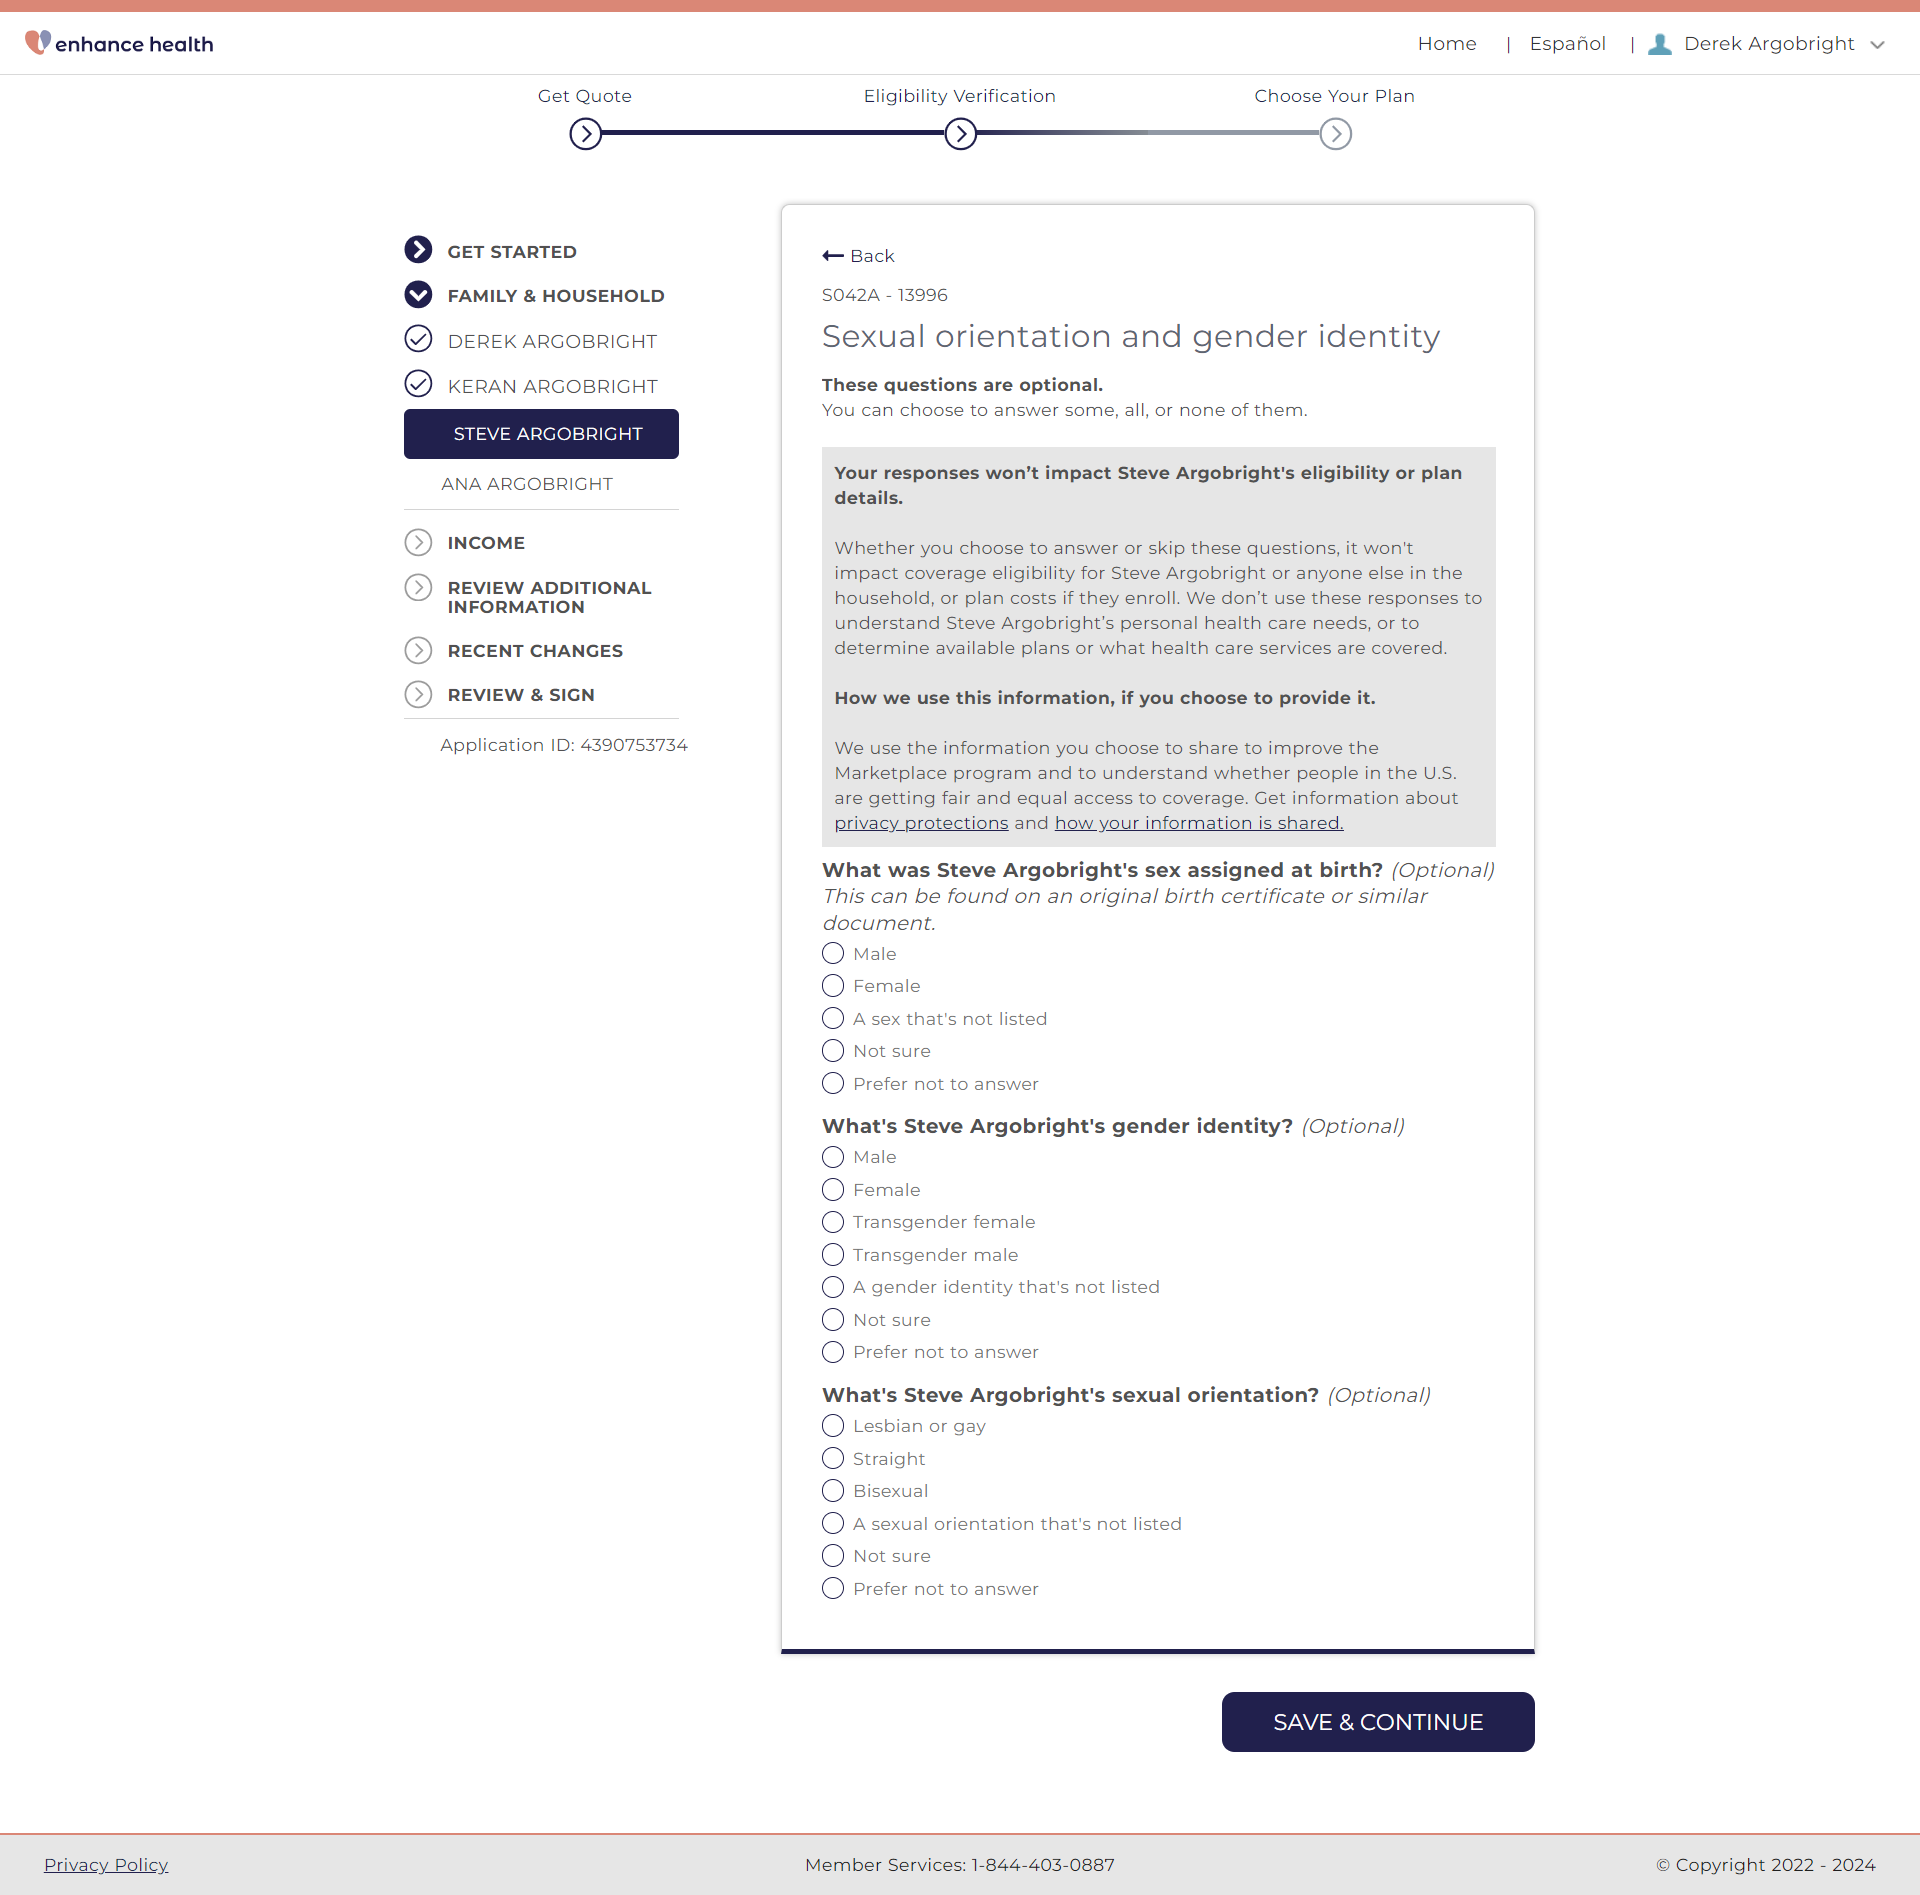 enhance health
Home | Español | Derek Argobright
Get Quote
Eligibility Verification
Choose Your Plan
GET STARTED
FAMILY & HOUSEHOLD
DEREK ARGOBRIGHT
KERAN ARGOBRIGHT
STEVE ARGOBRIGHT
ANA ARGOBRIGHT
INCOME
REVIEW ADDITIONAL
INFORMATION
RECENT CHANGES
REVIEW & SIGN
Application ID: 4390753734
Back
S042A - 13996
Sexual orientation and gender identity
These questions are optional.
You can choose to answer some, all, or none of them.
Your responses won’t impact Steve Argobright's eligibility or plan
details.
Whether you choose to answer or skip these questions, it won't
impact coverage eligibility for Steve Argobright or anyone else in the
household, or plan costs if they enroll. We don’t use these responses to
understand Steve Argobright’s personal health care needs, or to
determine available plans or what health care services are covered.
How we use this information, if you choose to provide it.
We use the information you choose to share to improve the
Marketplace program and to understand whether people in the U.S.
are getting fair and equal access to coverage. Get information about
privacy protections and how your information is shared.
What was Steve Argobright's sex assigned at birth? (Optional)
This can be found on an original birth certificate or similar
document.
Male
Female
A sex that's not listed
Not sure
Prefer not to answer
What's Steve Argobright's gender identity? (Optional)
Male
Female
Transgender female
Transgender male
A gender identity that's not listed
Not sure
Prefer not to answer
What's Steve Argobright's sexual orientation? (Optional)
Lesbian or gay
Straight
Bisexual
A sexual orientation that's not listed
Not sure
Prefer not to answer
SAVE & CONTINUE
Privacy Policy
Member Services: 1-844-403-0887
© Copyright 2022 - 2024